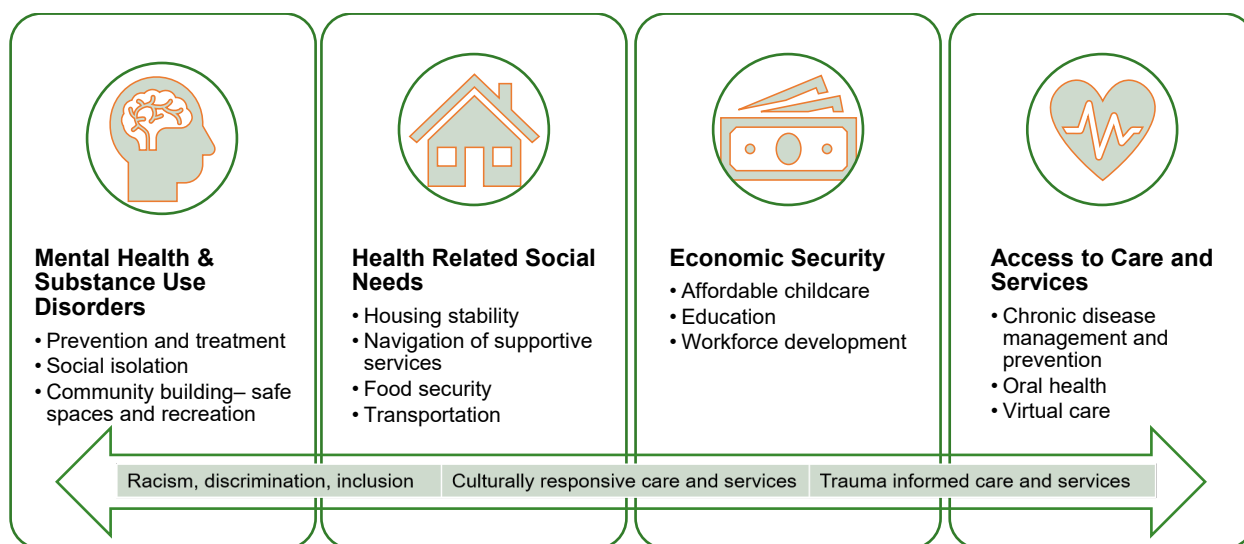 Mental Health &
Substance Use
Disorders
• Prevention and treatment
• Social isolation
• Community building– safe
spaces and recreation
Health Related Social
Needs
• Housing stability
• Navigation of supportive
services
• Food security
• Transportation
Economic Security
• Affordable childcare
• Education
• Workforce development
Access to Care and
Services
• Chronic disease
management and
prevention
• Oral health
• Virtual care
Racism, discrimination, inclusion
Culturally responsive care and services
Trauma informed care and services